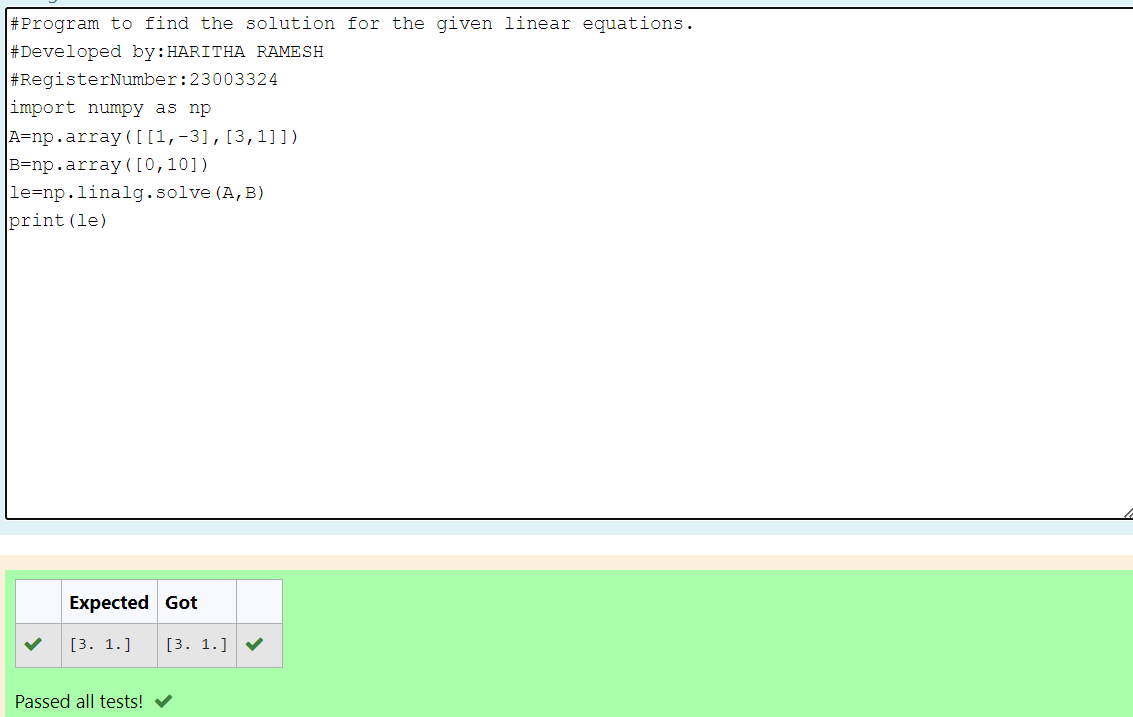 #Program to find the solution for the given linear equations.
#Developed by:HARITHA RAMESH
#RegisterNumber:23003324
import numpy as np
A=np.array([[1,-3],[3,1]])
B=np.array([0,10])
le=np.linalg.solve(A,B)
print(le)
Expected Got
[3. 1.] [3. 1.]
Passed all tests!